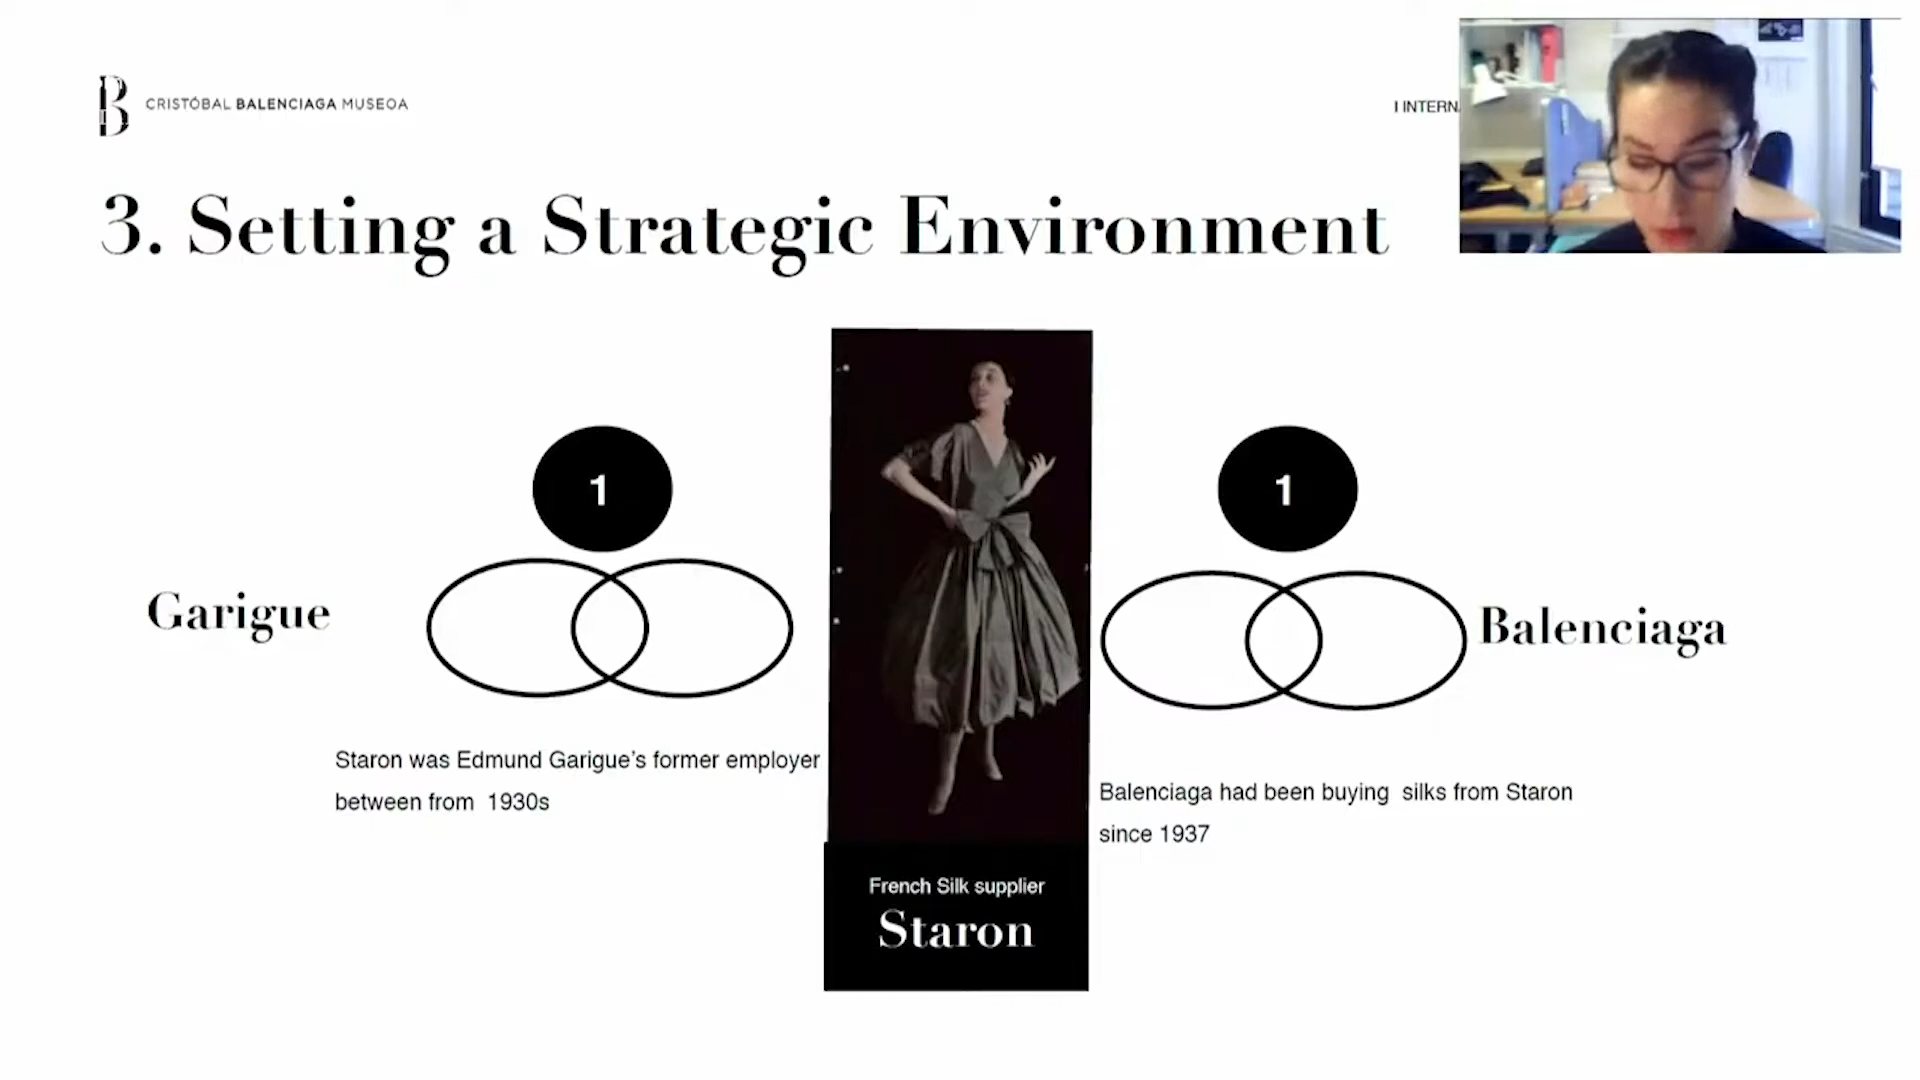 B CRISTÓBAL BALENCIAGA MUSEOA
I INTERN
3. Setting a Strategic Environment
1
1
Garigue
Balenciaga
Staron was Edmund Garigue's former employer
between from 1930s
Balenciaga had been buying silks from Staron
since 1937
French Silk supplier
Staron